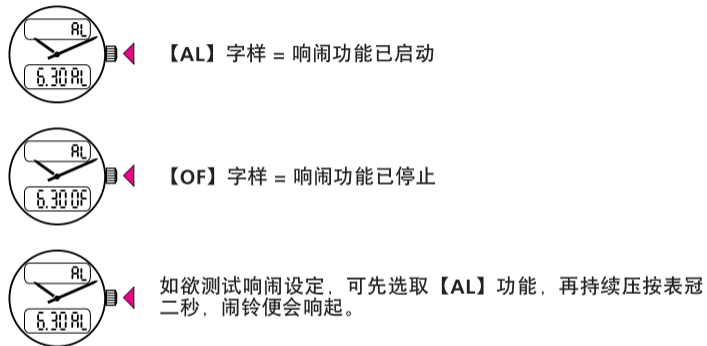 AL
6.30 AL
【AL】字样 = 响闹功能已启动
AL
6.30 OF
【OF】字样 = 响闹功能已停止
AL
6.30 AL
如欲测试响闹设定，可先选取【AL】功能，再持续压按表冠
二秒，闹铃便会响起。